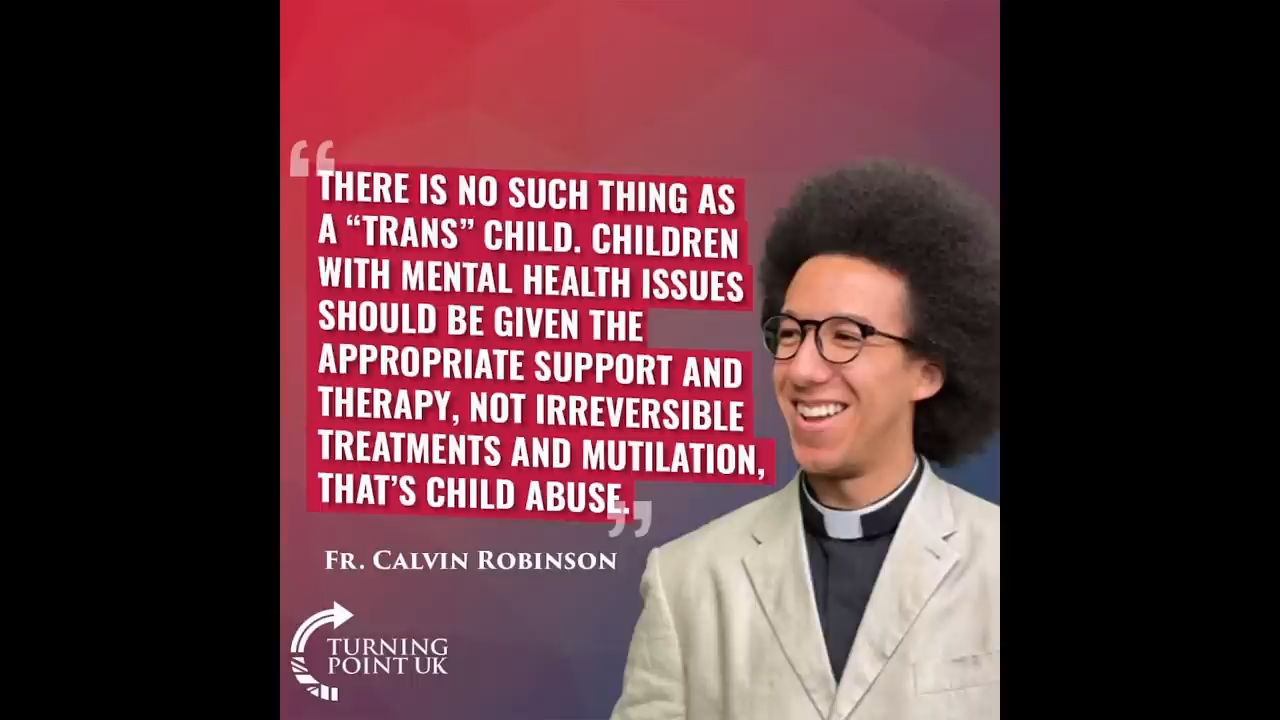 “
THERE IS NO SUCH THING AS
A “TRANS” CHILD. CHILDREN
WITH MENTAL HEALTH ISSUES
SHOULD BE GIVEN THE
APPROPRIATE SUPPORT AND
THERAPY, NOT IRREVERSIBLE
TREATMENTS AND MUTILATION,
THAT’S CHILD ABUSE.
”
FR. CALVIN ROBINSON
TURNING
POINT UK